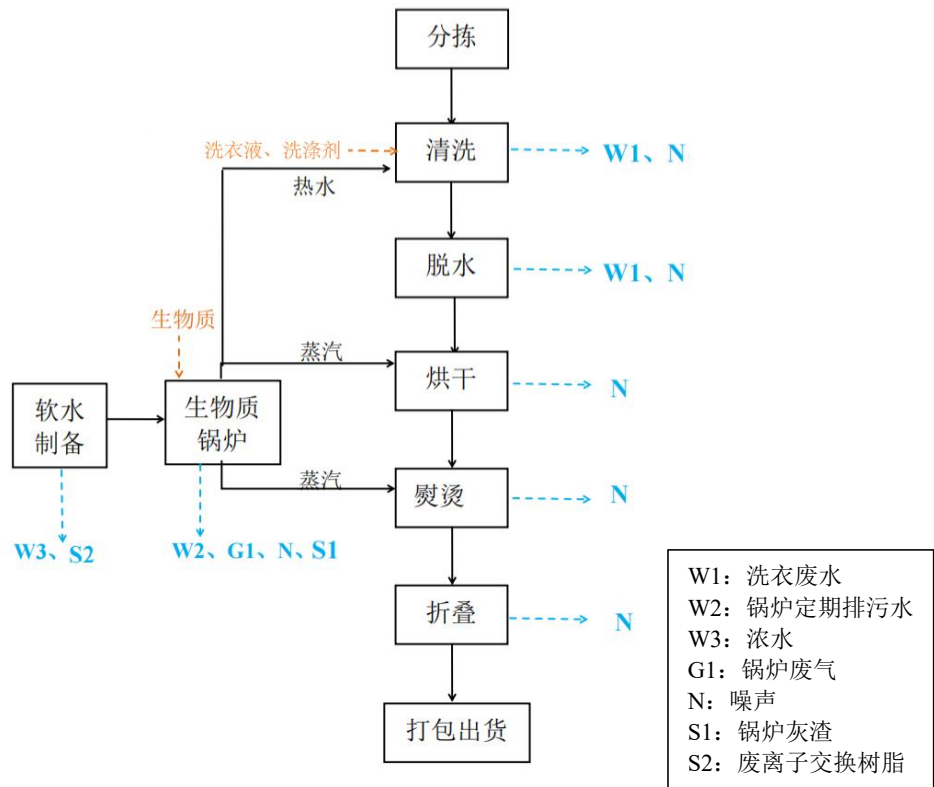 分拣
洗衣液、洗涤剂
清洗
W1、N
热水
脱水
W1、N
生物质
蒸汽
烘干
N
软水
制备
生物质
锅炉
蒸汽
熨烫
N
W3、S2
W2、G1、N、S1
折叠
N
打包出货
W1：洗衣废水
W2：锅炉定期排污水
W3：浓水
G1：锅炉废气
N：噪声
S1：锅炉灰渣
S2：废离子交换树脂